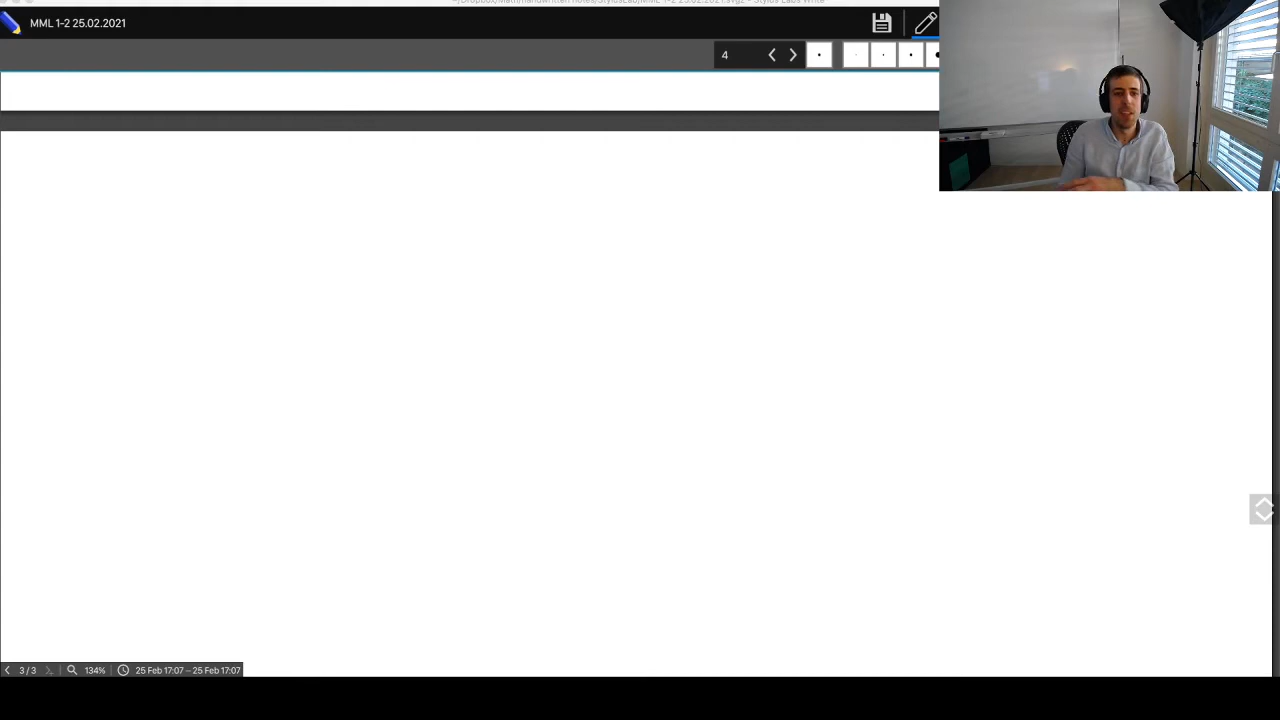 MML 1-2 25.02.2021
4
3 / 3
134%
25 Feb 17:07 – 25 Feb 17:07